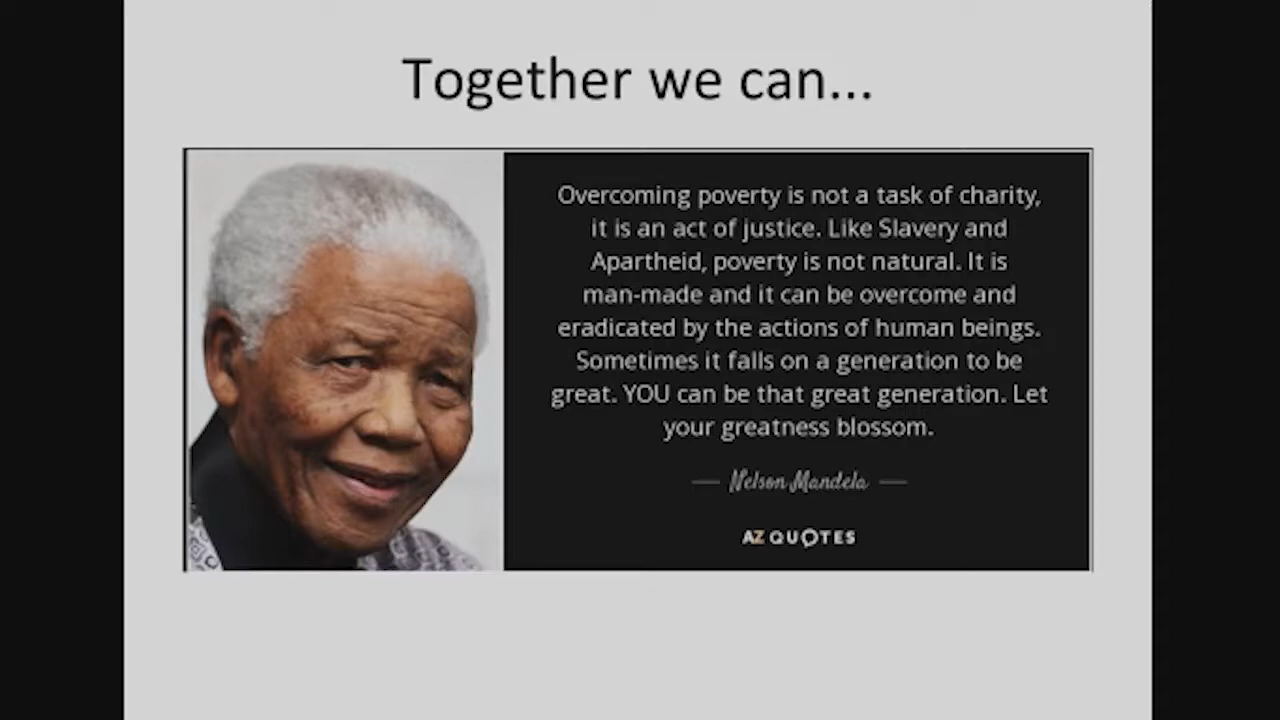 Together we can...
Overcoming poverty is not a task of charity,
it is an act of justice. Like Slavery and
Apartheid, poverty is not natural. It is
man-made and it can be overcome and
eradicated by the actions of human beings.
Sometimes it falls on a generation to be
great. YOU can be that great generation. Let
your greatness blossom.
— Nelson Mandela —
AZ QUOTES